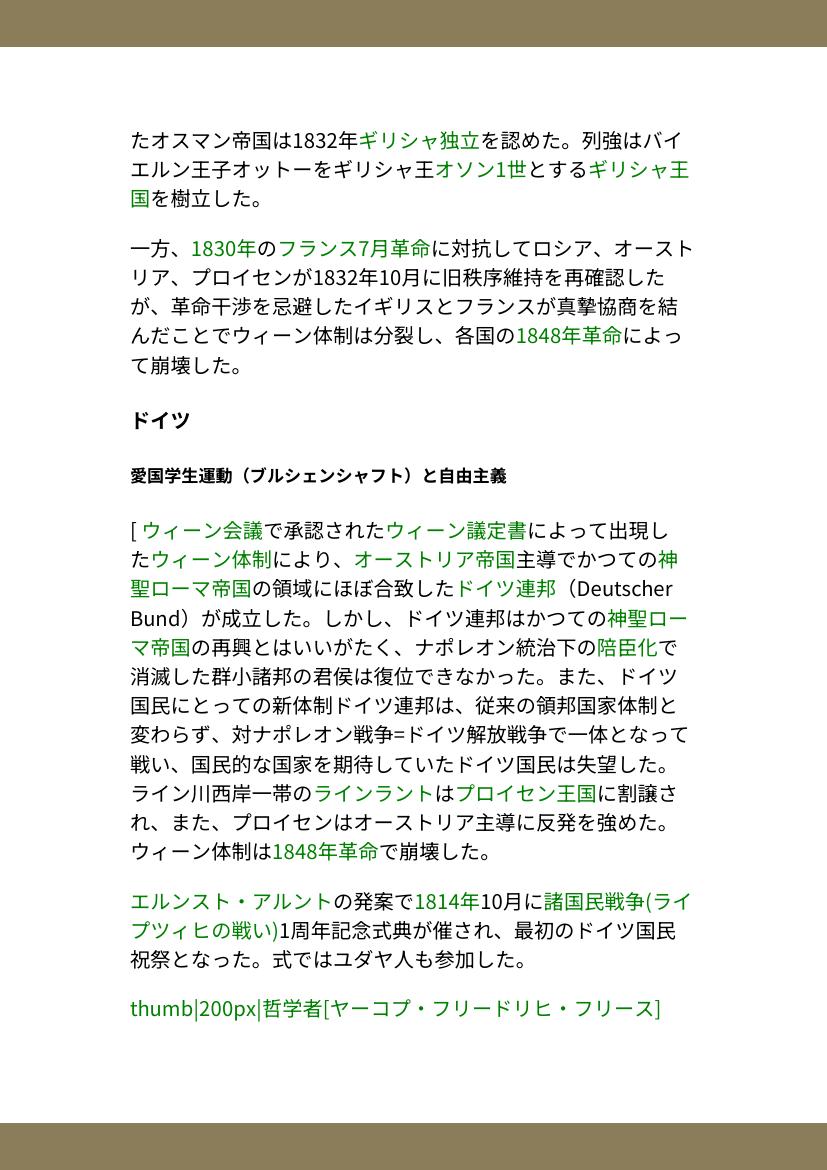 たオスマン帝国は1832年ギリシャ独立を認めた。列強はバイ
エルン王子オットーをギリシャ王オソン1世とするギリシャ王
国を樹立した。
一方、1830年のフランス7月革命に対抗してロシア、オースト
リア、プロイセンが1832年10月に旧秩序維持を再確認した
が、革命干渉を忌避したイギリスとフランスが真摯協商を結
んだことでウィーン体制は分裂し、各国の1848年革命によっ
て崩壊した。
ドイツ
愛国学生運動（ブルシェンシャフト）と自由主義
[ ウィーン会議で承認されたウィーン議定書によって出現し
たウィーン体制により、オーストリア帝国主導でかつての神
聖ローマ帝国の領域にほぼ合致したドイツ連邦（Deutscher
Bund）が成立した。しかし、ドイツ連邦はかつての神聖ロー
マ帝国の再興とはいいがたく、ナポレオン統治下の陪臣化で
消滅した群小諸邦の君侯は復位できなかった。また、ドイツ
国民にとっての新体制ドイツ連邦は、従来の領邦国家体制と
変わらず、対ナポレオン戦争=ドイツ解放戦争で一体となって
戦い、国民的な国家を期待していたドイツ国民は失望した。
ライン川西岸一帯のラインラントはプロイセン王国に割譲さ
れ、また、プロイセンはオーストリア主導に反発を強めた。
ウィーン体制は1848年革命で崩壊した。
エルンスト・アルントの発案で1814年10月に諸国民戦争(ライ
プツィヒの戦い)1周年記念式典が催され、最初のドイツ国民
祝祭となった。式ではユダヤ人も参加した。
thumb|200px|哲学者[ヤーコプ・フリードリヒ・フリース]